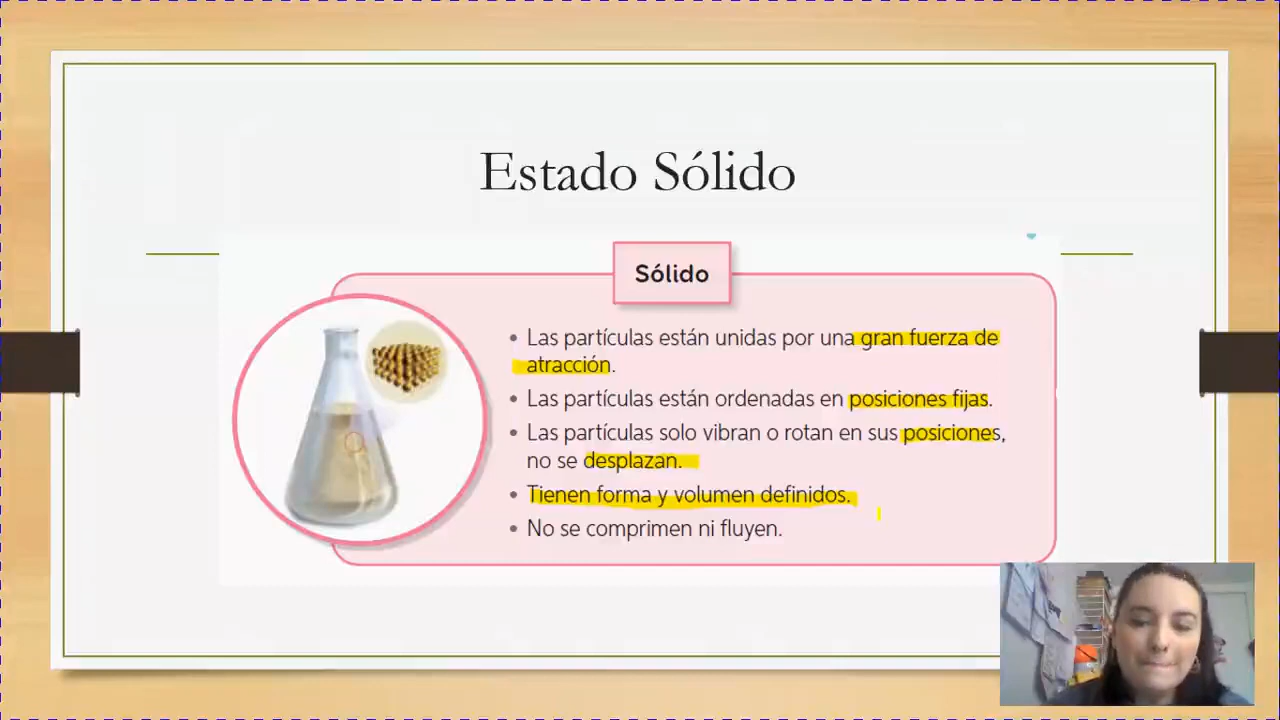 Estado Sólido
Sólido
• Las partículas están unidas por una gran fuerza de
atracción.
• Las partículas están ordenadas en posiciones fijas.
• Las partículas solo vibran o rotan en sus posiciones,
no se desplazan.
• Tienen forma y volumen definidos.
• No se comprimen ni fluyen.